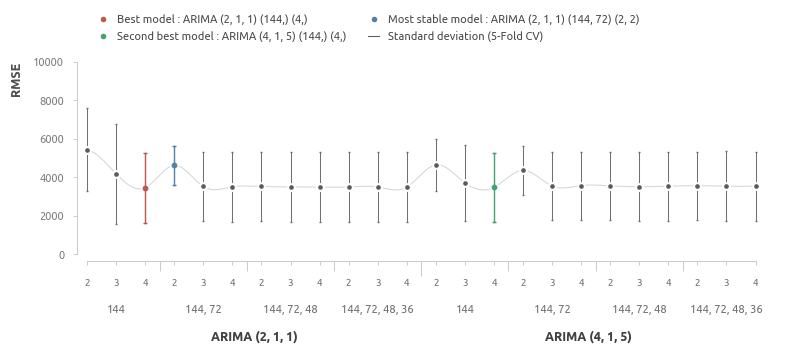 Best model : ARIMA (2, 1, 1) (144,) (4,)
Most stable model : ARIMA (2, 1, 1) (144, 72) (2, 2)
Second best model : ARIMA (4, 1, 5) (144,) (4,)
Standard deviation (5-Fold CV)
RMSE
10000
8000
6000
4000
2000
0
2 3 4 2 3 4 2 3 4 2 3 4 2 3 4 2 3 4 2 3 4 2 3 4
144 144, 72 144, 72, 48 144, 72, 48, 36 144 144, 72 144, 72, 48 144, 72, 48, 36
ARIMA (2, 1, 1) ARIMA (4, 1, 5)